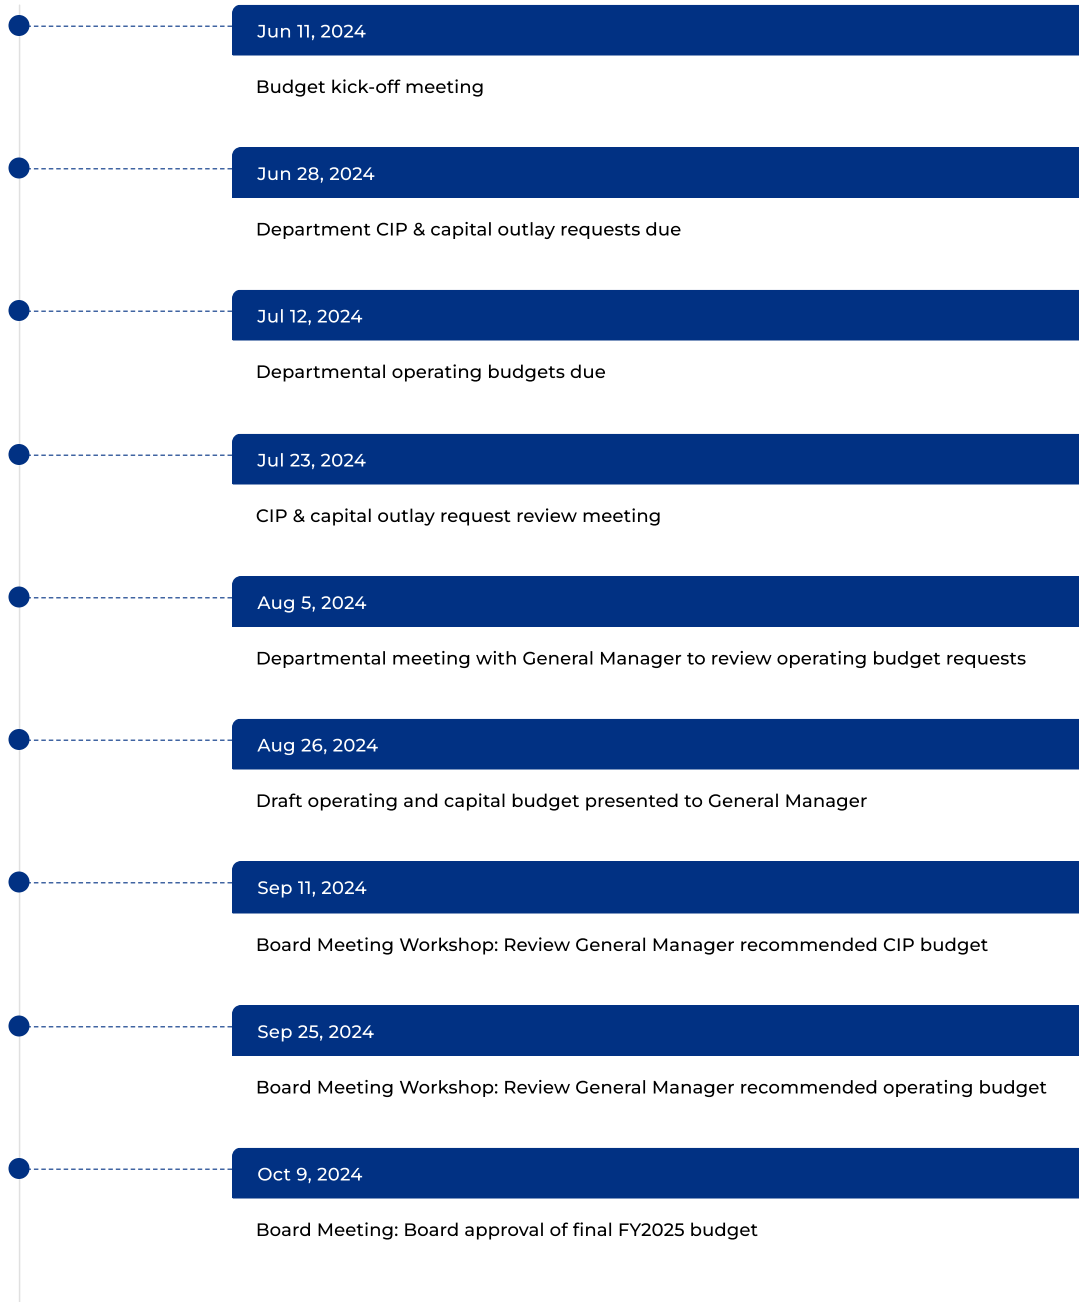 Jun 11, 2024
Budget kick-off meeting
Jun 28, 2024
Department CIP & capital outlay requests due
Jul 12, 2024
Departmental operating budgets due
Jul 23, 2024
CIP & capital outlay request review meeting
Aug 5, 2024
Departmental meeting with General Manager to review operating budget requests
Aug 26, 2024
Draft operating and capital budget presented to General Manager
Sep 11, 2024
Board Meeting Workshop: Review General Manager recommended CIP budget
Sep 25, 2024
Board Meeting Workshop: Review General Manager recommended operating budget
Oct 9, 2024
Board Meeting: Board approval of final FY2025 budget